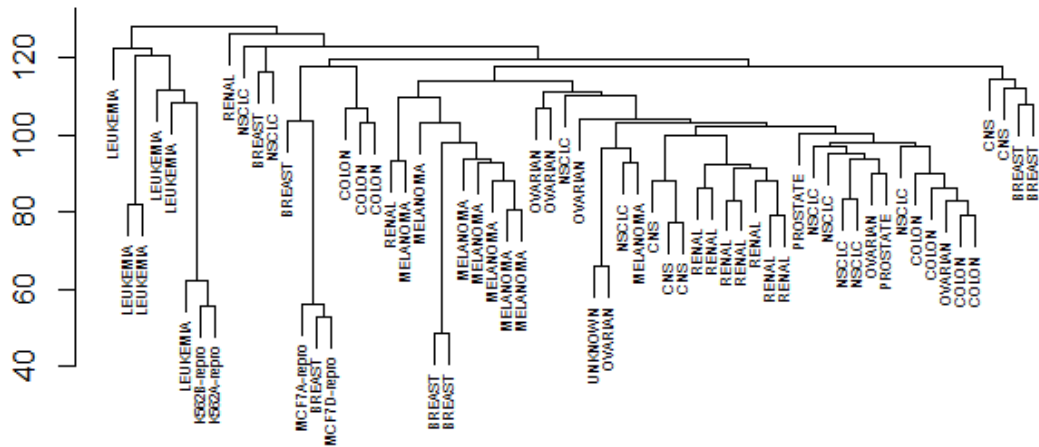 120
100
80
60
40
LEUKEMIA
LEUKEMIA
LEUKEMIA
LEUKEMIA
LEUKEMIA
LEUKEMIA
K562B-repro
K562A-repro
RENAL
NSCLC
BREAST
NSCLC
BREAST
MCF7A-repro
BREAST
MCF7D-repro
COLON
COLON
COLON
RENAL
MELANOMA
MELANOMA
BREAST
BREAST
MELANOMA
MELANOMA
MELANOMA
MELANOMA
MELANOMA
OVARIAN
OVARIAN
NSCLC
OVARIAN
UNKNOWN
OVARIAN
NSCLC
MELANOMA
CNS
CNS
CNS
RENAL
RENAL
RENAL
RENAL
RENAL
RENAL
RENAL
PROSTATE
NSCLC
NSCLC
NSCLC
NSCLC
OVARIAN
PROSTATE
NSCLC
COLON
COLON
OVARIAN
COLON
COLON
CNS
CNS
BREAST
BREAST